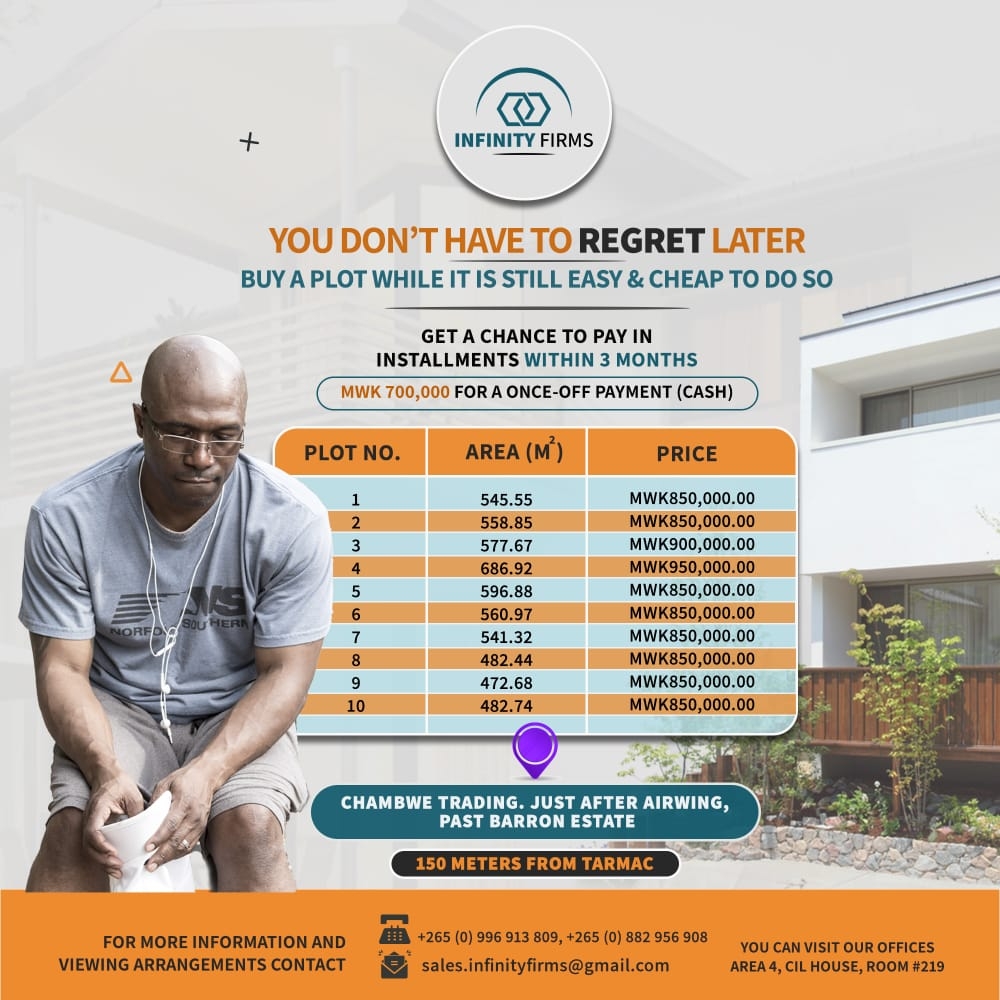 INFINITY FIRMS
YOU DON'T HAVE TO REGRET LATER
BUY A PLOT WHILE IT IS STILL EASY & CHEAP TO DO SO
GET A CHANCE TO PAY IN
INSTALLMENTS WITHIN 3 MONTHS
MWK 700,000 FOR A ONCE-OFF PAYMENT (CASH)
PLOT NO. AREA (M²) PRICE
1 545.55 MWK850,000.00
2 558.85 MWK850,000.00
3 577.67 MWK900,000.00
4 686.92 MWK950,000.00
5 596.88 MWK850,000.00
6 560.97 MWK850,000.00
7 541.32 MWK850,000.00
8 482.44 MWK850,000.00
9 472.68 MWK850,000.00
10 482.74 MWK850,000.00
NS
SOUTHERN
CHAMBWE TRADING. JUST AFTER AIRWING,
PAST BARRON ESTATE
150 METERS FROM TARMAC
FOR MORE INFORMATION AND
VIEWING ARRANGEMENTS CONTACT
+265 (0) 996 913 809, +265 (0) 882 956 908
sales.infinityfirms@gmail.com
YOU CAN VISIT OUR OFFICES
AREA 4, CIL HOUSE, ROOM #219